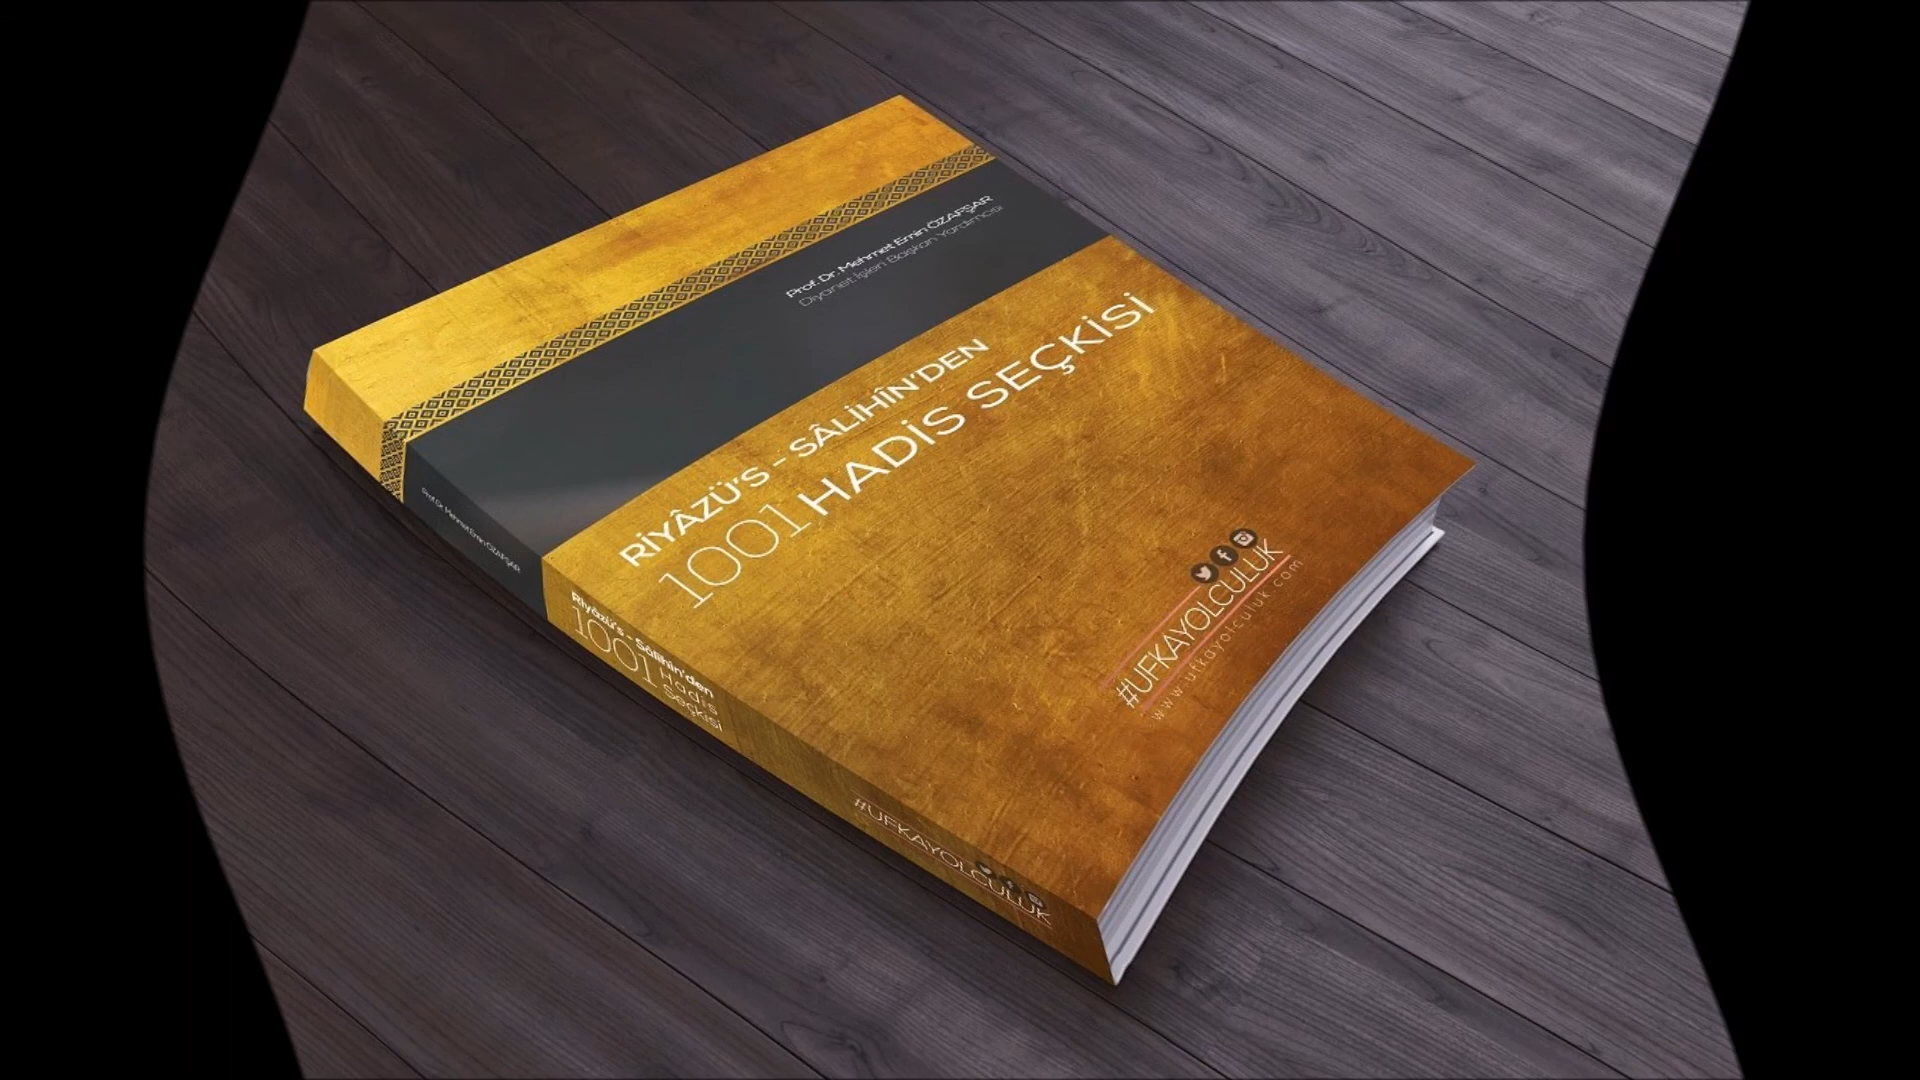 Prof. Dr. Mehmet Emin ÖZAFŞAR
Diyanet İşleri Başkan Yardımcısı
RİYÂZÜ'S - SÂLİHÎN'DEN
1001 HADİS SEÇKİSİ
#UFKAYOLCULUK
www.ufkayolculuk.com
Prof. Dr. Mehmet Emin ÖZAFŞAR
Riyâzü's - Sâlihîn'den
1001 Hadis
Seçkisi
#UFKAYOLCULUK